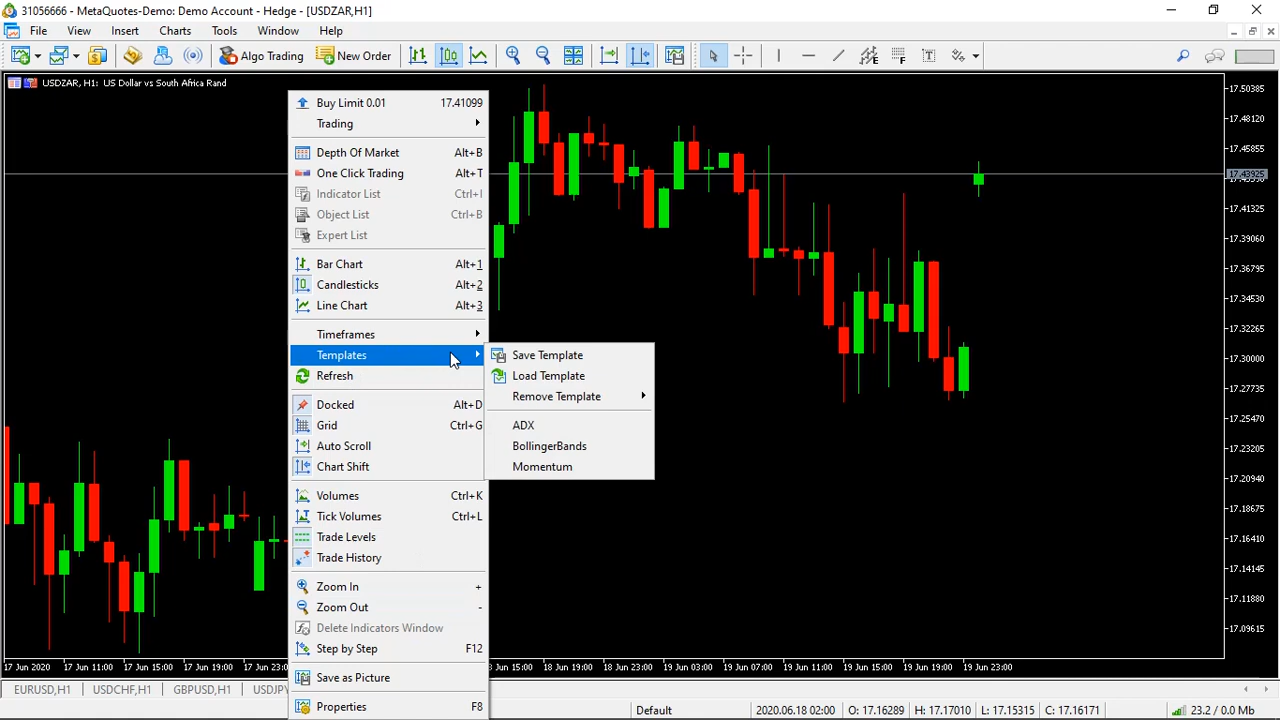 31056666 - MetaQuotes-Demo: Demo Account - Hedge - [USDZAR,H1]
File View Insert Charts Tools Window Help
Algo Trading New Order
USDZAR, H1: US Dollar vs South Africa Rand
Buy Limit 0.01 17.41099
Trading
Depth Of Market Alt+B
One Click Trading Alt+T
Indicator List Ctrl+I
Object List Ctrl+B
Expert List
Bar Chart Alt+1
Candlesticks Alt+2
Line Chart Alt+3
Timeframes
Templates
Refresh
Docked Alt+D
Grid Ctrl+G
Auto Scroll
Chart Shift
Volumes Ctrl+K
Tick Volumes Ctrl+L
Trade Levels
Trade History
Zoom In +
Zoom Out -
Delete Indicators Window
Step by Step F12
Save as Picture
Properties F8
Save Template
Load Template
Remove Template
ADX
BollingerBands
Momentum
17.50385
17.48120
17.45855
17.43825
17.41325
17.39060
17.36795
17.34530
17.32265
17.30000
17.27735
17.25470
17.23205
17.20940
17.18675
17.16410
17.14145
17.11880
17.09615
17 Jun 2020 17 Jun 11:00 17 Jun 15:00 17 Jun 19:00 17 Jun 23:0 8 Jun 15:00 18 Jun 19:00 18 Jun 23:00 19 Jun 03:00 19 Jun 07:00 19 Jun 11:00 19 Jun 15:00 19 Jun 19:00 19 Jun 23:00
EURUSD,H1 USDCHF,H1 GBPUSD,H1 USDJPY
Default 2020.06.18 02:00 O: 17.16289 H: 17.17010 L: 17.15315 C: 17.16171 23.2 / 0.0 Mb